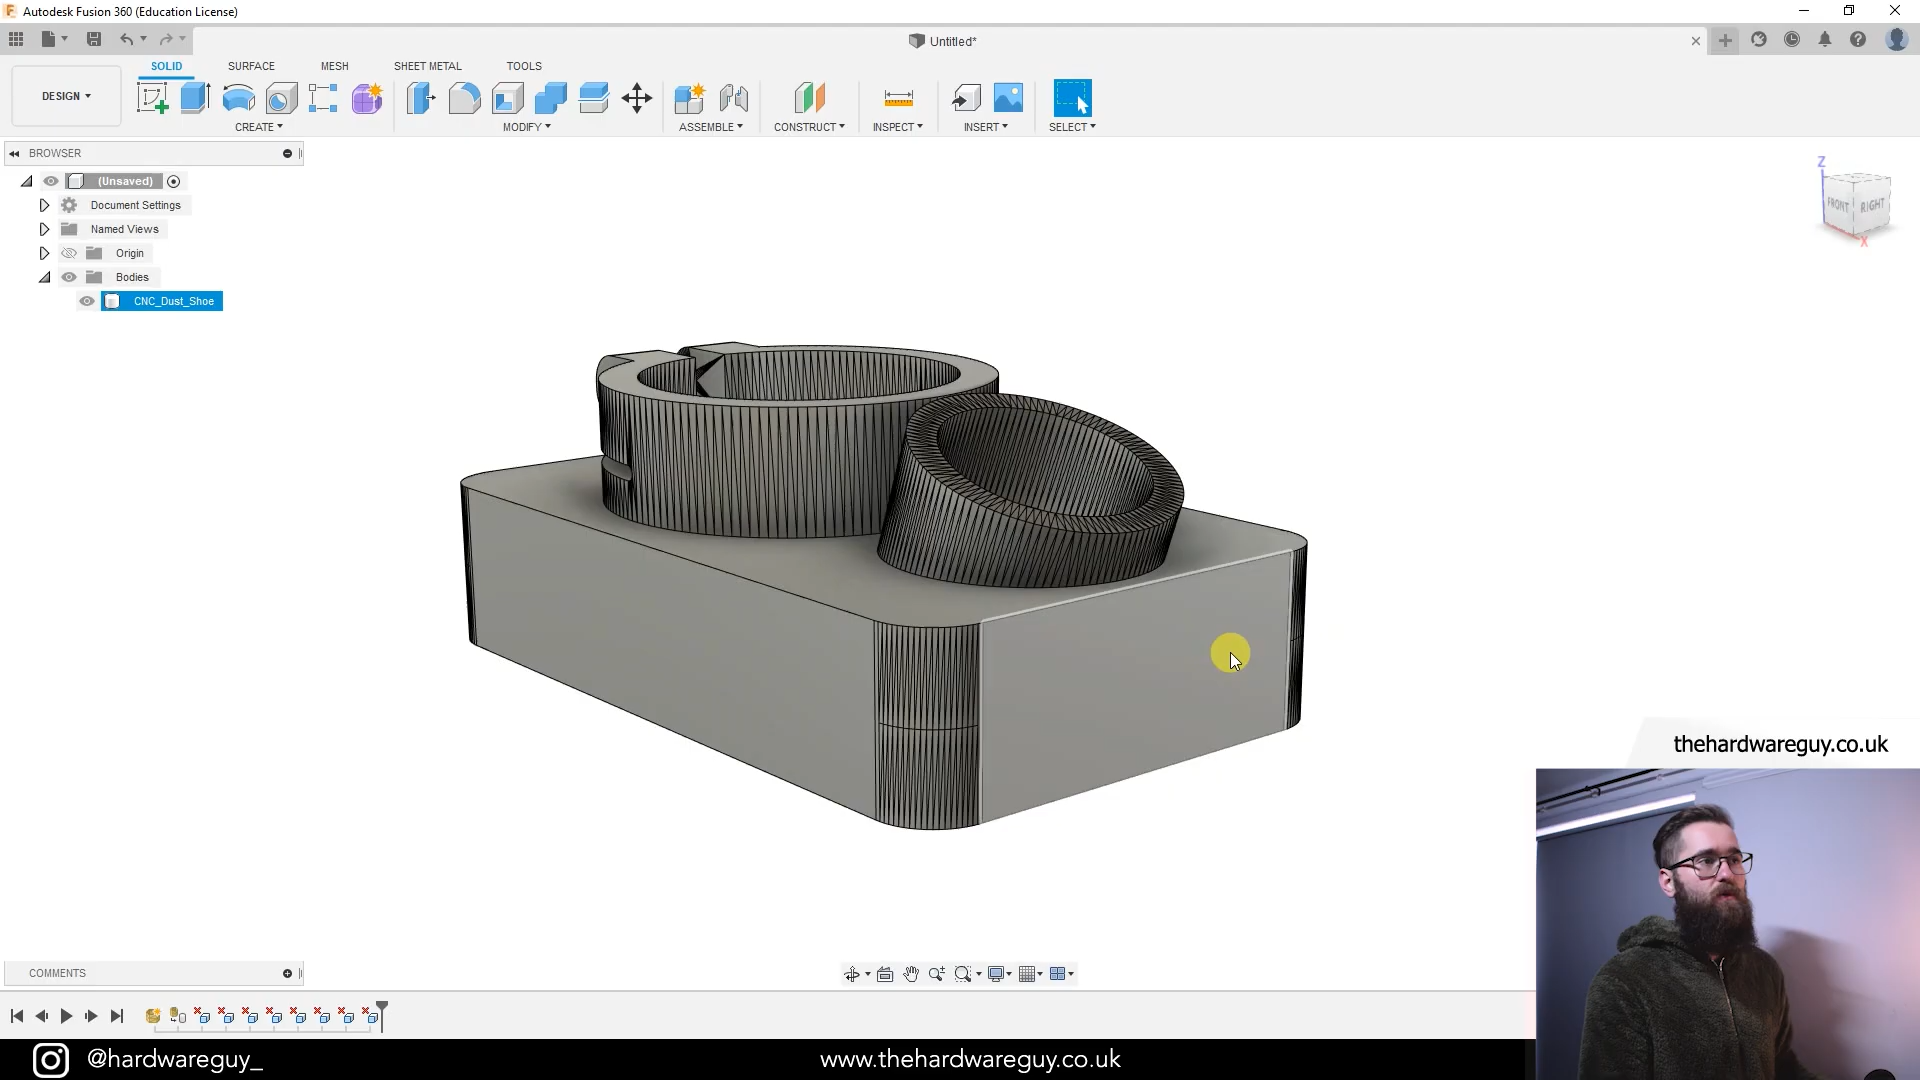 Autodesk Fusion 360 (Education License)
Untitled*
DESIGN
SOLID SURFACE MESH SHEET METAL TOOLS
CREATE MODIFY ASSEMBLE CONSTRUCT INSPECT INSERT SELECT
BROWSER
(Unsaved)
Document Settings
Named Views
Origin
Bodies
CNC_Dust_Shoe
Z
FRONT RIGHT
X
thehardwareguy.co.uk
COMMENTS
@hardwareguy_
www.thehardwareguy.co.uk